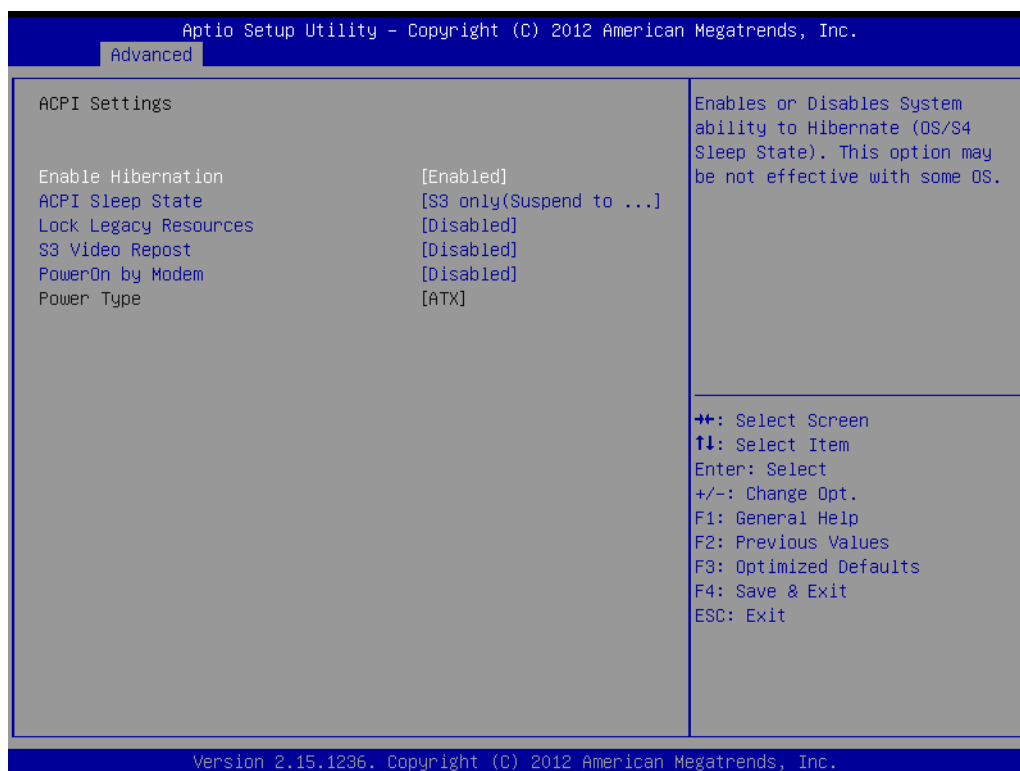 Aptio Setup Utility – Copyright (C) 2012 American Megatrends, Inc.
Advanced
ACPI Settings
Enable Hibernation [Enabled]
ACPI Sleep State [S3 only(Suspend to ...]
Lock Legacy Resources [Disabled]
S3 Video Repost [Disabled]
PowerOn by Modem [Disabled]
Power Type [ATX]
Enables or Disables System
ability to Hibernate (OS/S4
Sleep State). This option may
be not effective with some OS.
→←: Select Screen
↑↓: Select Item
Enter: Select
+/-: Change Opt.
F1: General Help
F2: Previous Values
F3: Optimized Defaults
F4: Save & Exit
ESC: Exit
Version 2.15.1236. Copyright (C) 2012 American Megatrends, Inc.